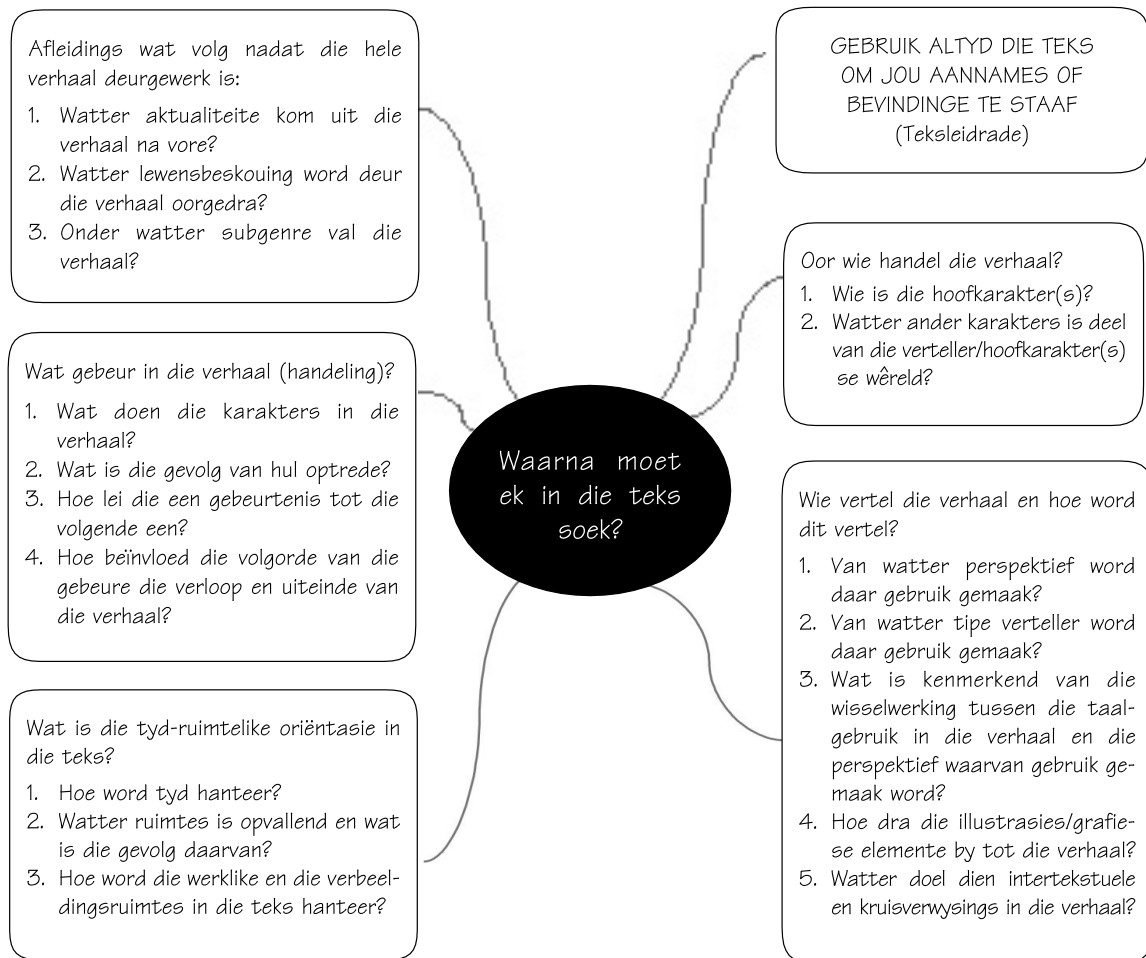 Afleidings wat volg nadat die hele
verhaal deurgewerk is:
1. Watter aktualiteite kom uit die
verhaal na vore?
2. Watter lewensbeskouing word deur
die verhaal oorgedra?
3. Onder watter subgenre val die
verhaal?
Wat gebeur in die verhaal (handeling)?
1. Wat doen die karakters in die
verhaal?
2. Wat is die gevolg van hul optrede?
3. Hoe lei die een gebeurtenis tot die
volgende een?
4. Hoe beïnvloed die volgorde van die
gebeure die verloop en uiteinde van
die verhaal?
Wat is die tyd-ruimtelike oriëntasie in
die teks?
1. Hoe word tyd hanteer?
2. Watter ruimtes is opvallend en wat
is die gevolg daarvan?
3. Hoe word die werklike en die verbeel-
dingsruimtes in die teks hanteer?
Waarna moet
ek in die teks
soek?
GEBRUIK ALTYD DIE TEKS
OM JOU AANNAMES OF
BEVINDINGE TE STAAF
(Teksleidrade)
Oor wie handel die verhaal?
1. Wie is die hoofkarakter(s)?
2. Watter ander karakters is deel
van die verteller/hoofkarakter(s)
se wêreld?
Wie vertel die verhaal en hoe word
dit vertel?
1. Van watter perspektief word
daar gebruik gemaak?
2. Van watter tipe verteller word
daar gebruik gemaak?
3. Wat is kenmerkend van die
wisselwerking tussen die taal-
gebruik in die verhaal en die
perspektief waarvan gebruik ge-
maak word?
4. Hoe dra die illustrasies/grafie-
se elemente by tot die verhaal?
5. Watter doel dien intertekstuele
en kruisverwysings in die verhaal?